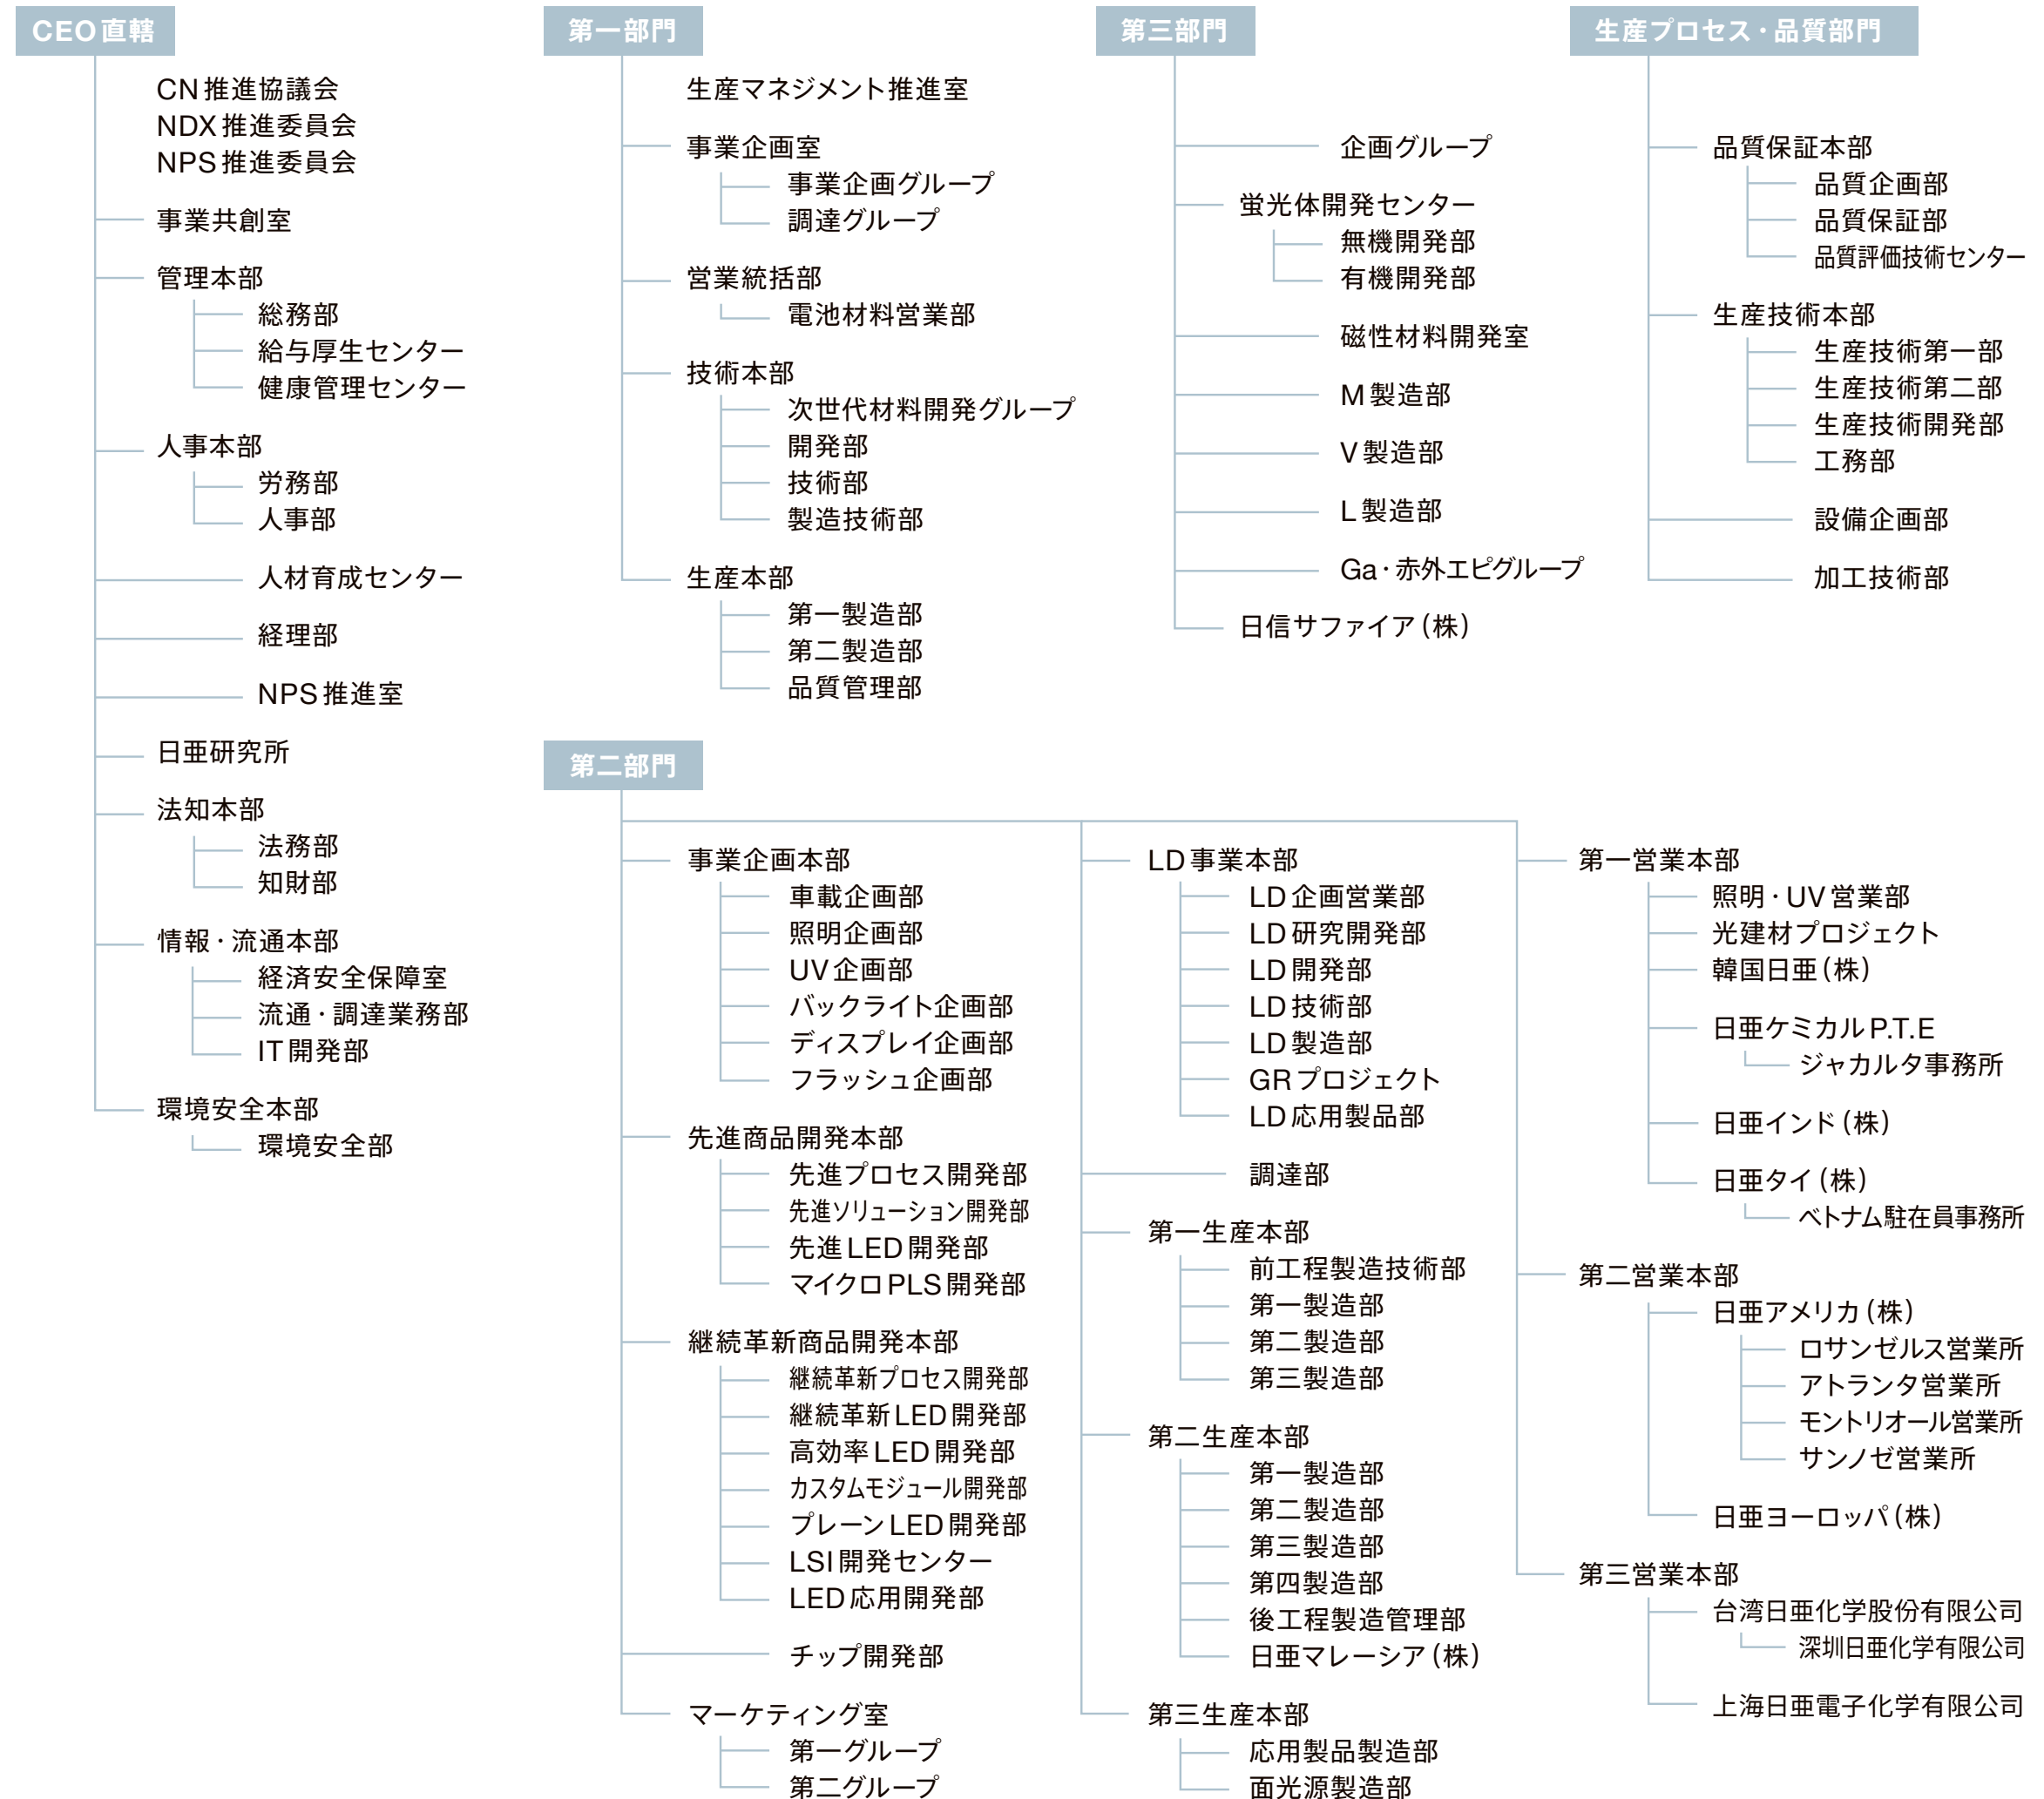 CEO直轄
CN推進協議会
NDX推進委員会
NPS推進委員会
事業共創室
管理本部
総務部
給与厚生センター
健康管理センター
人事本部
労務部
人事部
人材育成センター
経理部
NPS推進室
日亜研究所
法知本部
法務部
知財部
情報・流通本部
経済安全保障室
流通・調達業務部
IT開発部
環境安全本部
環境安全部
第一部門
生産マネジメント推進室
事業企画室
事業企画グループ
調達グループ
営業統括部
電池材料営業部
技術本部
次世代材料開発グループ
開発部
技術部
製造技術部
生産本部
第一製造部
第二製造部
品質管理部
第三部門
企画グループ
蛍光体開発センター
無機開発部
有機開発部
磁性材料開発室
M製造部
V製造部
L製造部
Ga・赤外エピグループ
日信サファイア(株)
生産プロセス・品質部門
品質保証本部
品質企画部
品質保証部
品質評価技術センター
生産技術本部
生産技術第一部
生産技術第二部
生産技術開発部
工務部
設備企画部
加工技術部
第二部門
事業企画本部
車載企画部
照明企画部
UV企画部
バックライト企画部
ディスプレイ企画部
フラッシュ企画部
先進商品開発本部
先進プロセス開発部
先進ソリューション開発部
先進LED開発部
マイクロPLS開発部
継続革新商品開発本部
継続革新プロセス開発部
継続革新LED開発部
高効率LED開発部
カスタムモジュール開発部
プレーンLED開発部
LSI開発センター
LED応用開発部
チップ開発部
マーケティング室
第一グループ
第二グループ
LD事業本部
LD企画営業部
LD研究開発部
LD開発部
LD技術部
LD製造部
GRプロジェクト
LD応用製品部
調達部
第一生産本部
前工程製造技術部
第一製造部
第二製造部
第三製造部
第二生産本部
第一製造部
第二製造部
第三製造部
第四製造部
後工程製造管理部
日亜マレーシア(株)
第三生産本部
応用製品製造部
面光源製造部
第一営業本部
照明・UV営業部
光建材プロジェクト
韓国日亜(株)
日亜ケミカルP.T.E
ジャカルタ事務所
日亜インド(株)
日亜タイ(株)
ベトナム駐在員事務所
第二営業本部
日亜アメリカ(株)
ロサンゼルス営業所
アトランタ営業所
モントリオール営業所
サンノゼ営業所
日亜ヨーロッパ(株)
第三営業本部
台湾日亜化学股份有限公司
深圳日亜化学有限公司
上海日亜電子化学有限公司